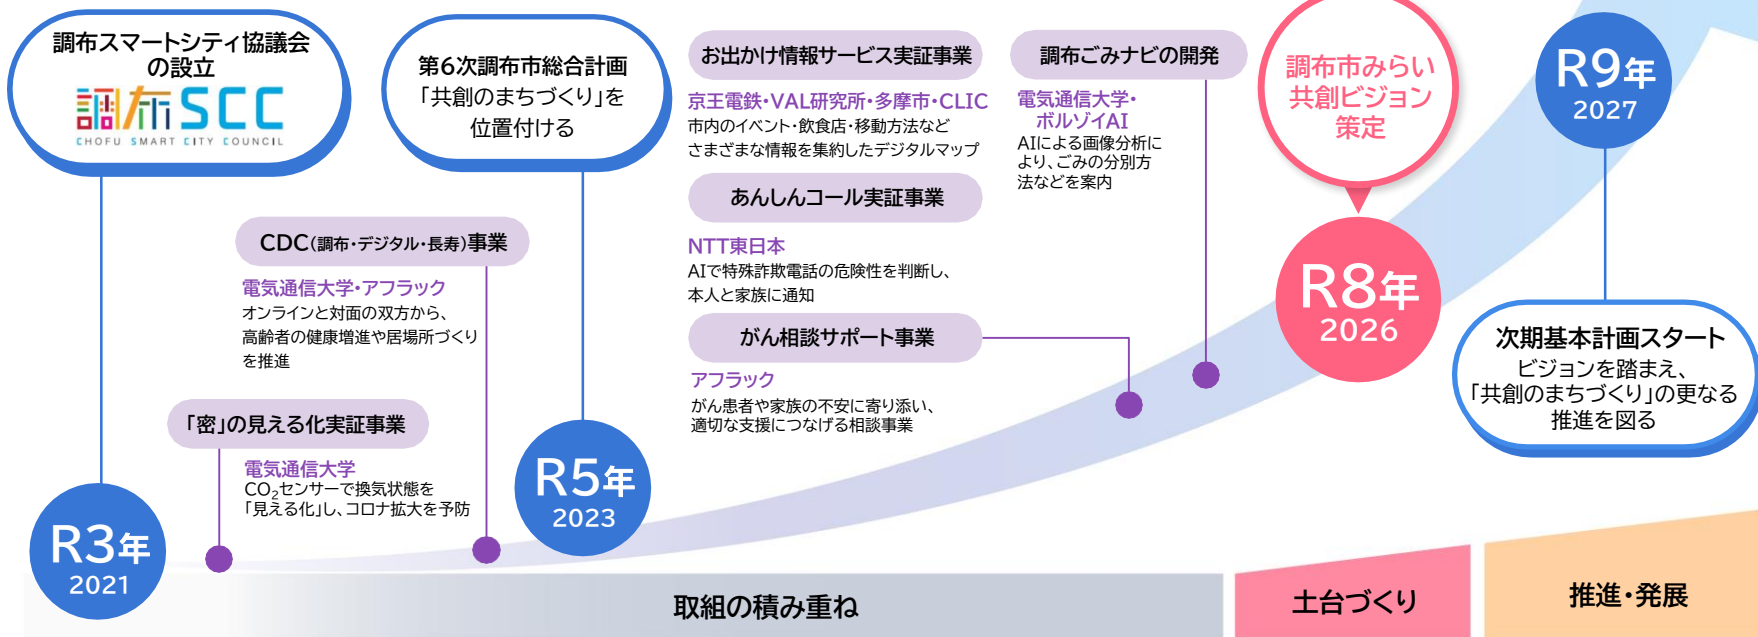 調布スマートシティ協議会
の設立
調布SCC
CHOFU SMART CITY COUNCIL
R3年
2021
「密」の見える化実証事業
電気通信大学
CO₂センサーで換気状態を
「見える化」し、コロナ拡大を予防
CDC(調布・デジタル・長寿)事業
電気通信大学・アフラック
オンラインと対面の双方から、
高齢者の健康増進や居場所づくり
を推進
第6次調布市総合計画
「共創のまちづくり」を
位置付ける
R5年
2023
お出かけ情報サービス実証事業
京王電鉄・VAL研究所・多摩市・CLIC
市内のイベント・飲食店・移動方法など
さまざまな情報を集約したデジタルマップ
あんしんコール実証事業
NTT東日本
AIで特殊詐欺電話の危険性を判断し、
本人と家族に通知
がん相談サポート事業
アフラック
がん患者や家族の不安に寄り添い、
適切な支援につなげる相談事業
調布ごみナビの開発
電気通信大学・
ボルゾイAI
AIによる画像分析に
より、ごみの分別方
法などを案内
調布市みらい
共創ビジョン
策定
R8年
2026
R9年
2027
次期基本計画スタート
ビジョンを踏まえ、
「共創のまちづくり」の更なる
推進を図る
取組の積み重ね
土台づくり
推進・発展